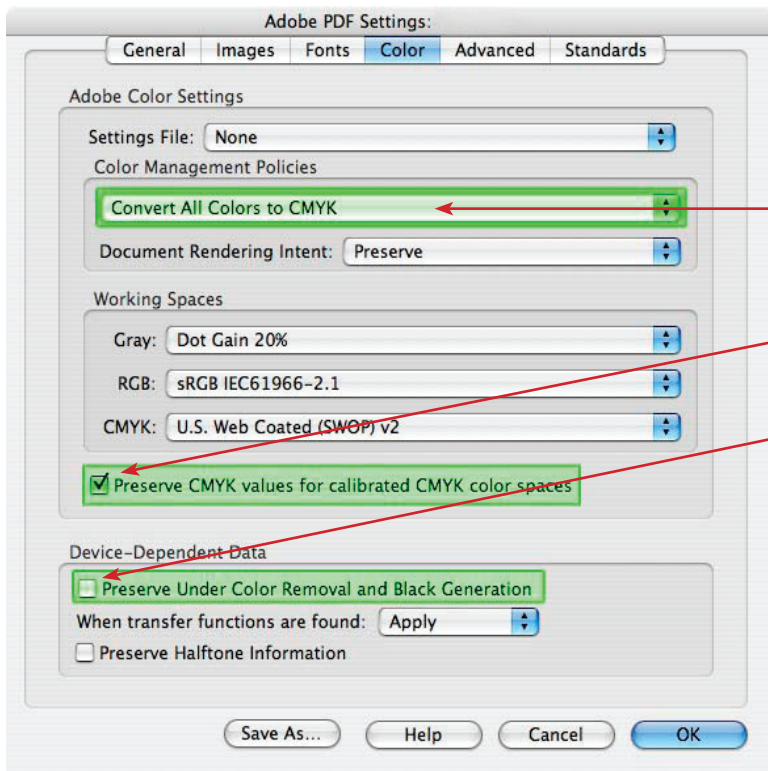 Adobe PDF Settings:
General Images Fonts Color Advanced Standards
Adobe Color Settings
Settings File: None
Color Management Policies
Convert All Colors to CMYK
Document Rendering Intent: Preserve
Working Spaces
Gray: Dot Gain 20%
RGB: sRGB IEC61966-2.1
CMYK: U.S. Web Coated (SWOP) v2
Preserve CMYK values for calibrated CMYK color spaces
Device-Dependent Data
Preserve Under Color Removal and Black Generation
When transfer functions are found: Apply
Preserve Halftone Information
Save As... Help Cancel OK